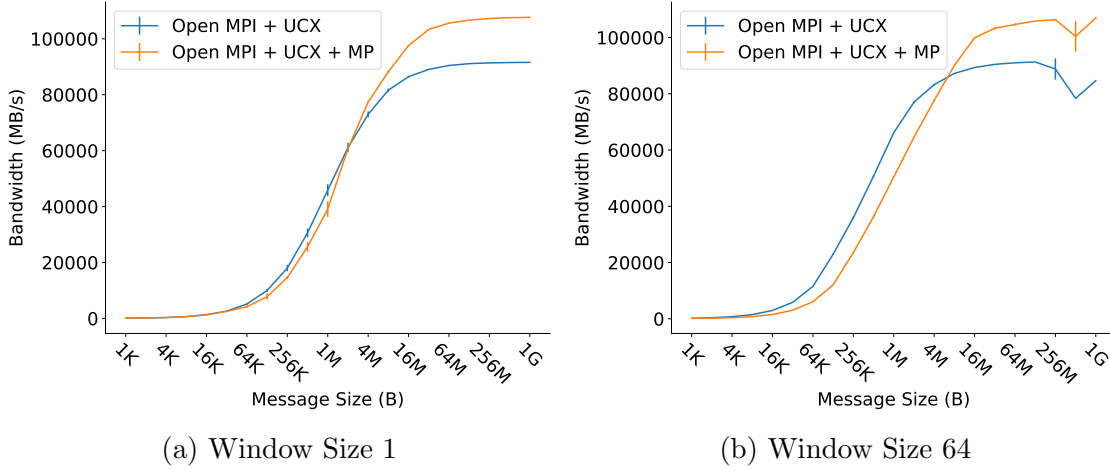 Open MPI + UCX
Open MPI + UCX + MP
100000
80000
60000
40000
20000
0
Bandwidth (MB/s)
1K
4K
16K
64K
256K
1M
4M
16M
64M
256M
1G
Message Size (B)
(a) Window Size 1
Open MPI + UCX
Open MPI + UCX + MP
100000
80000
60000
40000
20000
0
Bandwidth (MB/s)
1K
4K
16K
64K
256K
1M
4M
16M
64M
256M
1G
Message Size (B)
(b) Window Size 64